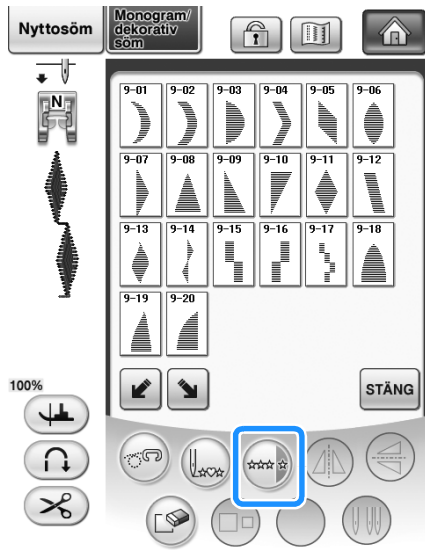 Nyttosöm
Monogram/
dekorativ
söm
N
9-01 9-02 9-03 9-04 9-05 9-06
9-07 9-08 9-09 9-10 9-11 9-12
9-13 9-14 9-15 9-16 9-17 9-18
9-19 9-20
100%
STÄNG